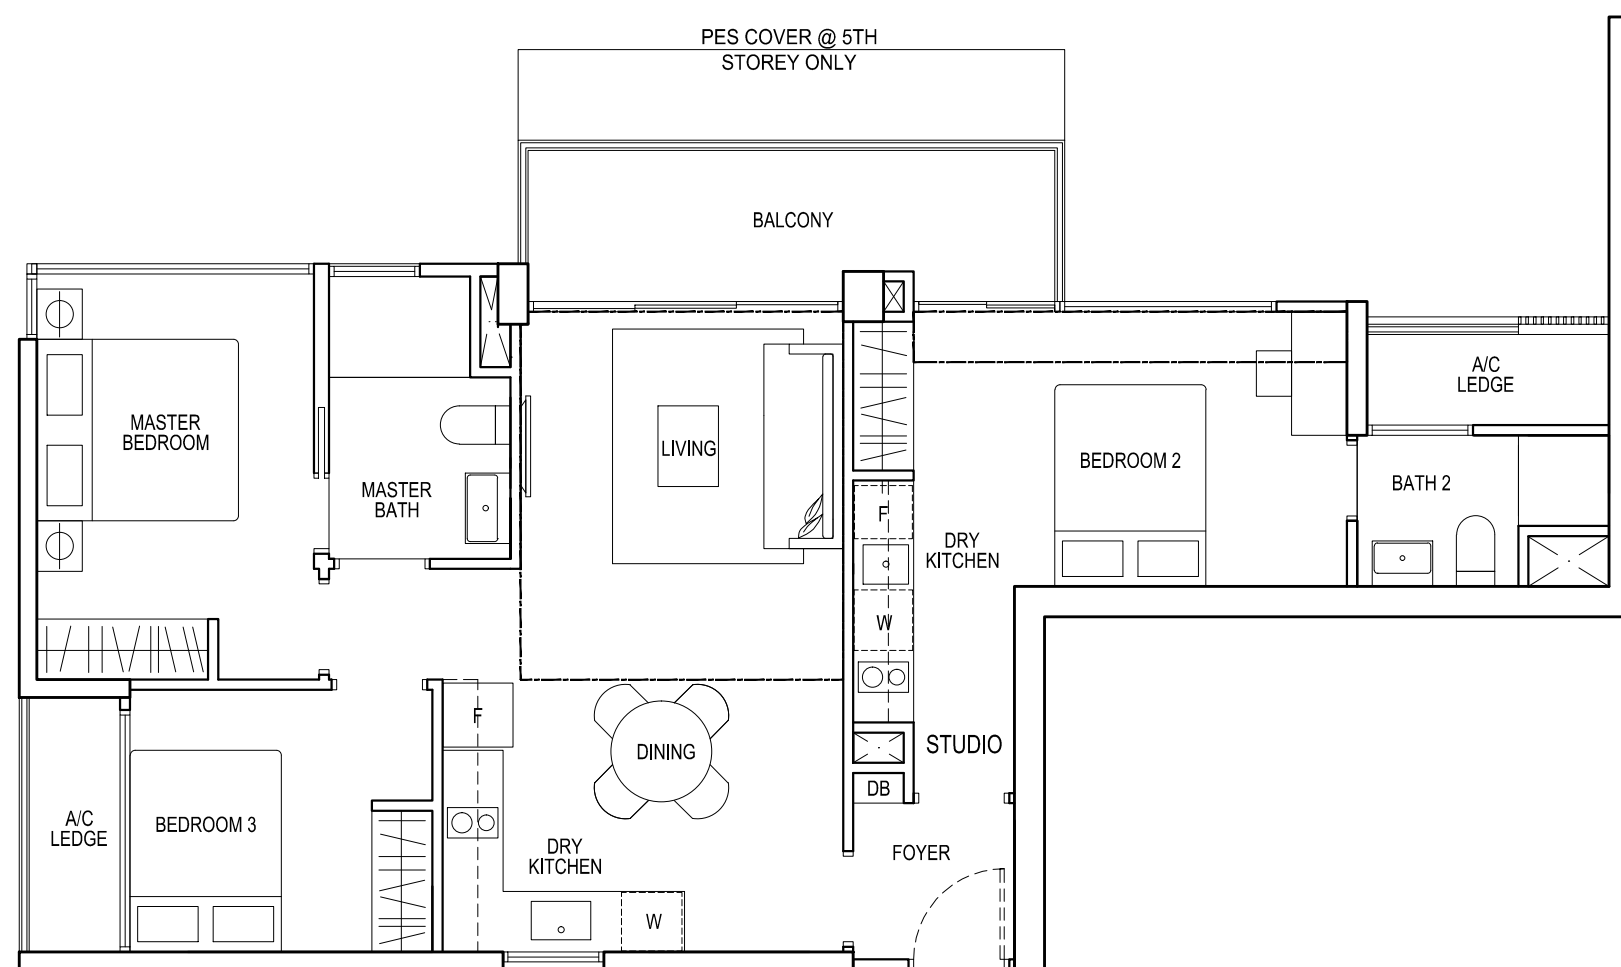 PES COVER @ 5TH
STOREY ONLY
BALCONY
A/C
LEDGE
MASTER
BEDROOM
LIVING
BEDROOM 2
BATH 2
MASTER
BATH
F
DRY
KITCHEN
W
F
DINING
STUDIO
DB
A/C
LEDGE
BEDROOM 3
DRY
KITCHEN
FOYER
W